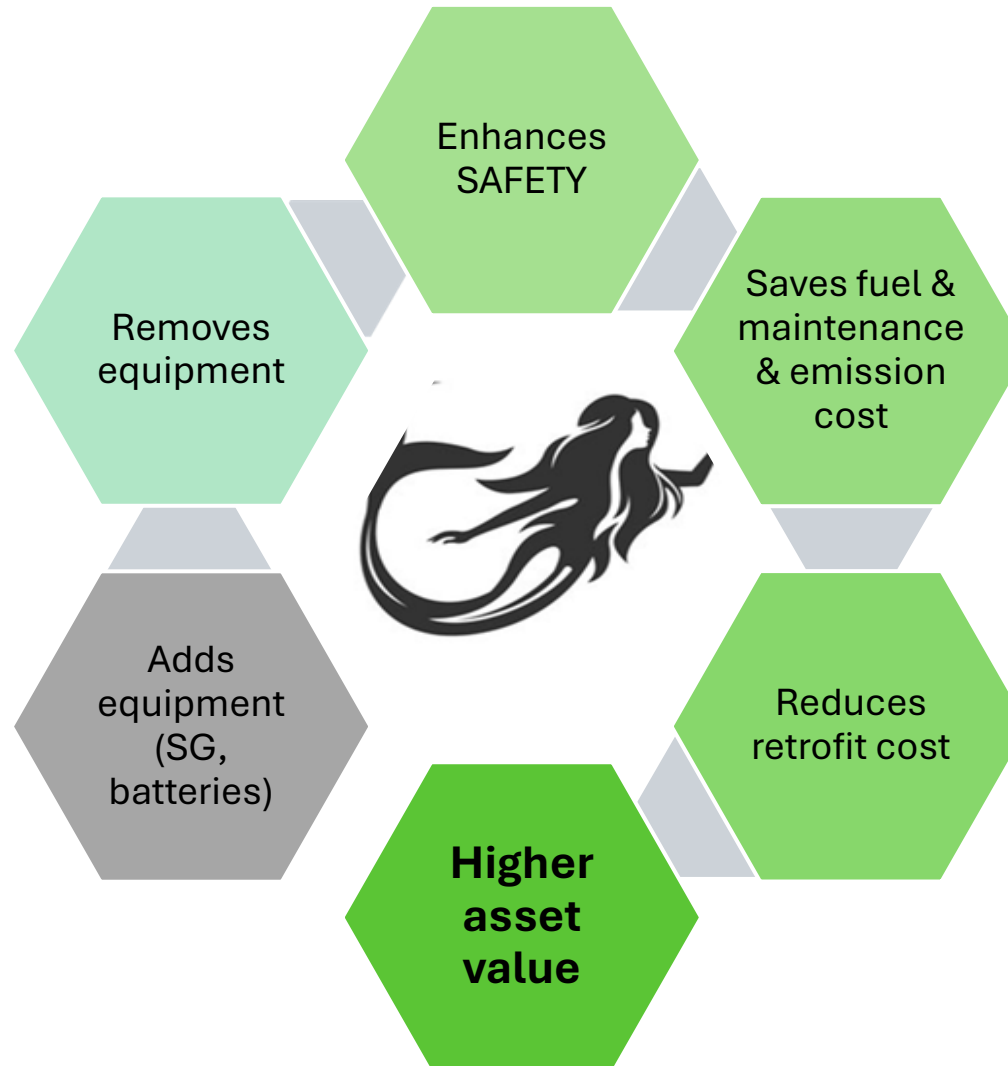 Enhances
SAFETY
Saves fuel &
maintenance
& emission
cost
Reduces
retrofit cost
Higher
asset
value
Adds
equipment
(SG,
batteries)
Removes
equipment